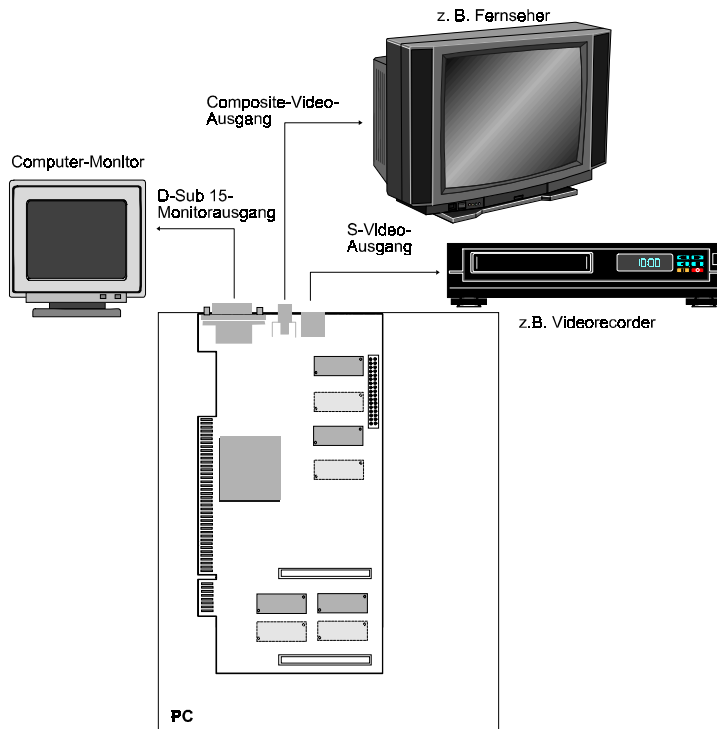 z. B. Fernseher
Composite-Video-
Ausgang
Computer-Monitor
D-Sub 15-
Monitorausgang
S-Video-
Ausgang
10:00
z.B. Videorecorder
PC